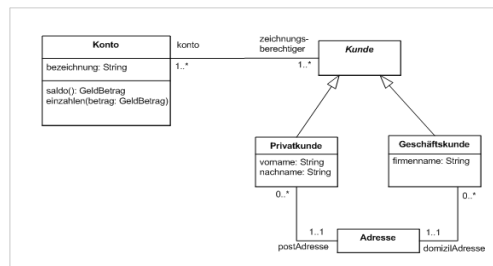 Konto
konto
zeichnungs-
berechtiger
Kunde
bezeichnung: String
1..*
1..*
saldo(): GeldBetrag
einzahlen(betrag: GeldBetrag)
Privatkunde
Geschäftskunde
vorname: String
nachname: String
firmenname: String
0..*
0..*
1..1
Adresse
1..1
postAdresse
domizilAdresse